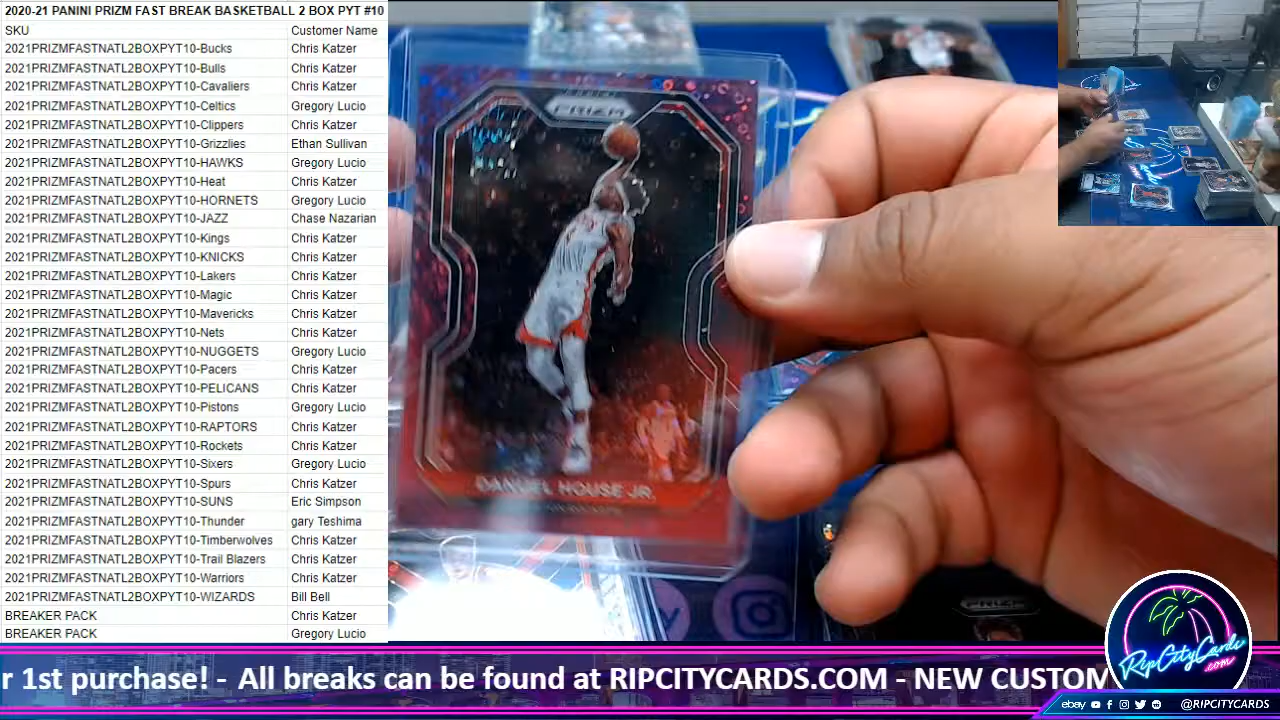 2020-21 PANINI PRIZM FAST BREAK BASKETBALL 2 BOX PYT #10
SKU Customer Name
2021PRIZMFASTNATL2BOXPYT10-Bucks Chris Katzer
2021PRIZMFASTNATL2BOXPYT10-Bulls Chris Katzer
2021PRIZMFASTNATL2BOXPYT10-Cavaliers Chris Katzer
2021PRIZMFASTNATL2BOXPYT10-Celtics Gregory Lucio
2021PRIZMFASTNATL2BOXPYT10-Clippers Chris Katzer
2021PRIZMFASTNATL2BOXPYT10-Grizzlies Ethan Sullivan
2021PRIZMFASTNATL2BOXPYT10-HAWKS Gregory Lucio
2021PRIZMFASTNATL2BOXPYT10-Heat Chris Katzer
2021PRIZMFASTNATL2BOXPYT10-HORNETS Gregory Lucio
2021PRIZMFASTNATL2BOXPYT10-JAZZ Chase Nazarian
2021PRIZMFASTNATL2BOXPYT10-Kings Chris Katzer
2021PRIZMFASTNATL2BOXPYT10-KNICKS Chris Katzer
2021PRIZMFASTNATL2BOXPYT10-Lakers Chris Katzer
2021PRIZMFASTNATL2BOXPYT10-Magic Chris Katzer
2021PRIZMFASTNATL2BOXPYT10-Mavericks Chris Katzer
2021PRIZMFASTNATL2BOXPYT10-Nets Chris Katzer
2021PRIZMFASTNATL2BOXPYT10-NUGGETS Gregory Lucio
2021PRIZMFASTNATL2BOXPYT10-Pacers Chris Katzer
2021PRIZMFASTNATL2BOXPYT10-PELICANS Chris Katzer
2021PRIZMFASTNATL2BOXPYT10-Pistons Gregory Lucio
2021PRIZMFASTNATL2BOXPYT10-RAPTORS Chris Katzer
2021PRIZMFASTNATL2BOXPYT10-Rockets Chris Katzer
2021PRIZMFASTNATL2BOXPYT10-Sixers Gregory Lucio
2021PRIZMFASTNATL2BOXPYT10-Spurs Chris Katzer
2021PRIZMFASTNATL2BOXPYT10-SUNS Eric Simpson
2021PRIZMFASTNATL2BOXPYT10-Thunder gary Teshima
2021PRIZMFASTNATL2BOXPYT10-Timberwolves Chris Katzer
2021PRIZMFASTNATL2BOXPYT10-Trail Blazers Chris Katzer
2021PRIZMFASTNATL2BOXPYT10-Warriors Chris Katzer
2021PRIZMFASTNATL2BOXPYT10-WIZARDS Bill Bell
BREAKER PACK Chris Katzer
BREAKER PACK Gregory Lucio
PRIZM
DANUEL HOUSE JR.
PRIZM
RipCityCards
.com
r 1st purchase' - All breaks can be found at RIPCITYCARDS.COM - NEW CUSTOM
ebay @RIPCITYCARDS